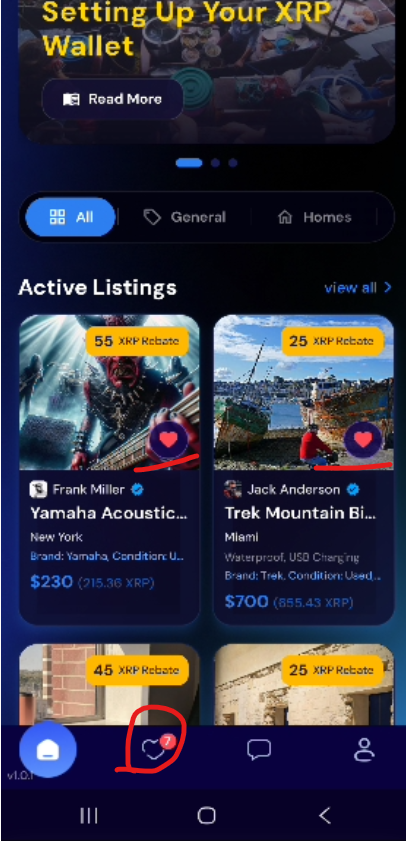 Setting Up Your XRP
Wallet
Read More
All
General
Homes
Active Listings
view all
55 XRP Rebate
25 XRP Rebate
Frank Miller
Jack Anderson
Yamaha Acoustic...
Trek Mountain Bi...
New York
Miami
Brand: Yamaha, Condition: U...
Waterproof, USB Charging
Brand: Trek, Condition: Used,...
$230 (215.36 XRP)
$700 (655.43 XRP)
45 XRP Rebate
25 XRP Rebate
7
v1.0.1